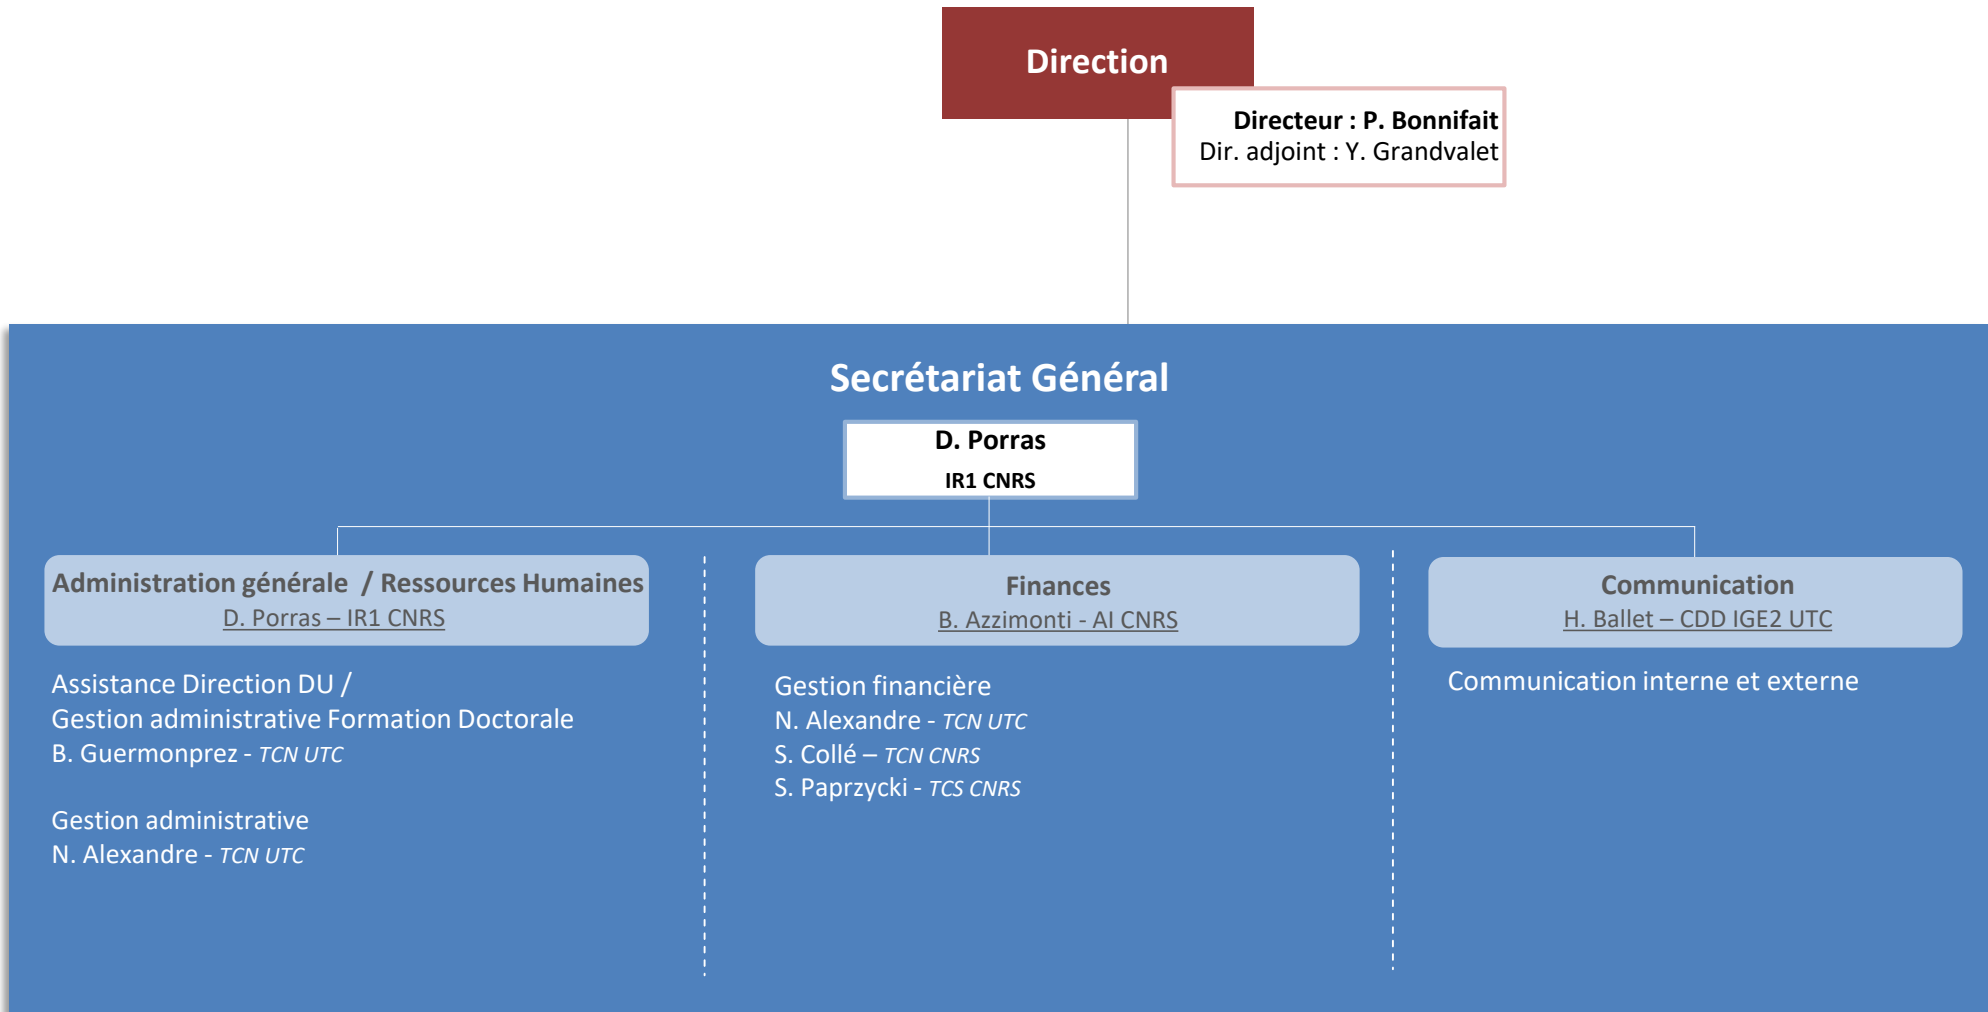 Direction
Directeur : P. Bonnifait
Dir. adjoint : Y. Grandvalet
Secrétariat Général
D. Porras
IR1 CNRS
Administration générale / Ressources Humaines
D. Porras – IR1 CNRS
Assistance Direction DU /
Gestion administrative Formation Doctorale
B. Guermonprez - TCN UTC
Gestion administrative
N. Alexandre - TCN UTC
Finances
B. Azzimonti - AI CNRS
Gestion financière
N. Alexandre - TCN UTC
S. Collé – TCN CNRS
S. Paprzycki - TCS CNRS
Communication
H. Ballet – CDD IGE2 UTC
Communication interne et externe